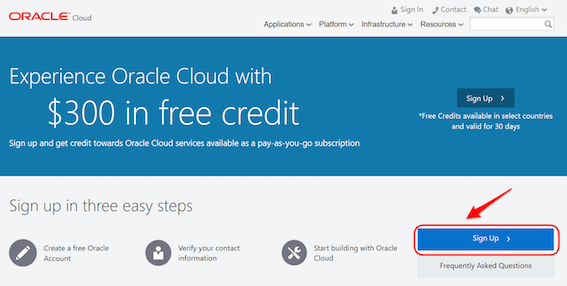 Sign In Contact Chat English
ORACLE Cloud
Applications Platform Infrastructure Resources
Experience Oracle Cloud with
$300 in free credit
Sign up and get credit towards Oracle Cloud services available as a pay-as-you-go subscription
Sign Up
*Free Credits available in select countries
and valid for 30 days
Sign up in three easy steps
Create a free Oracle
Account
Verify your contact
information
Start building with Oracle
Cloud
Sign Up
Frequently Asked Questions